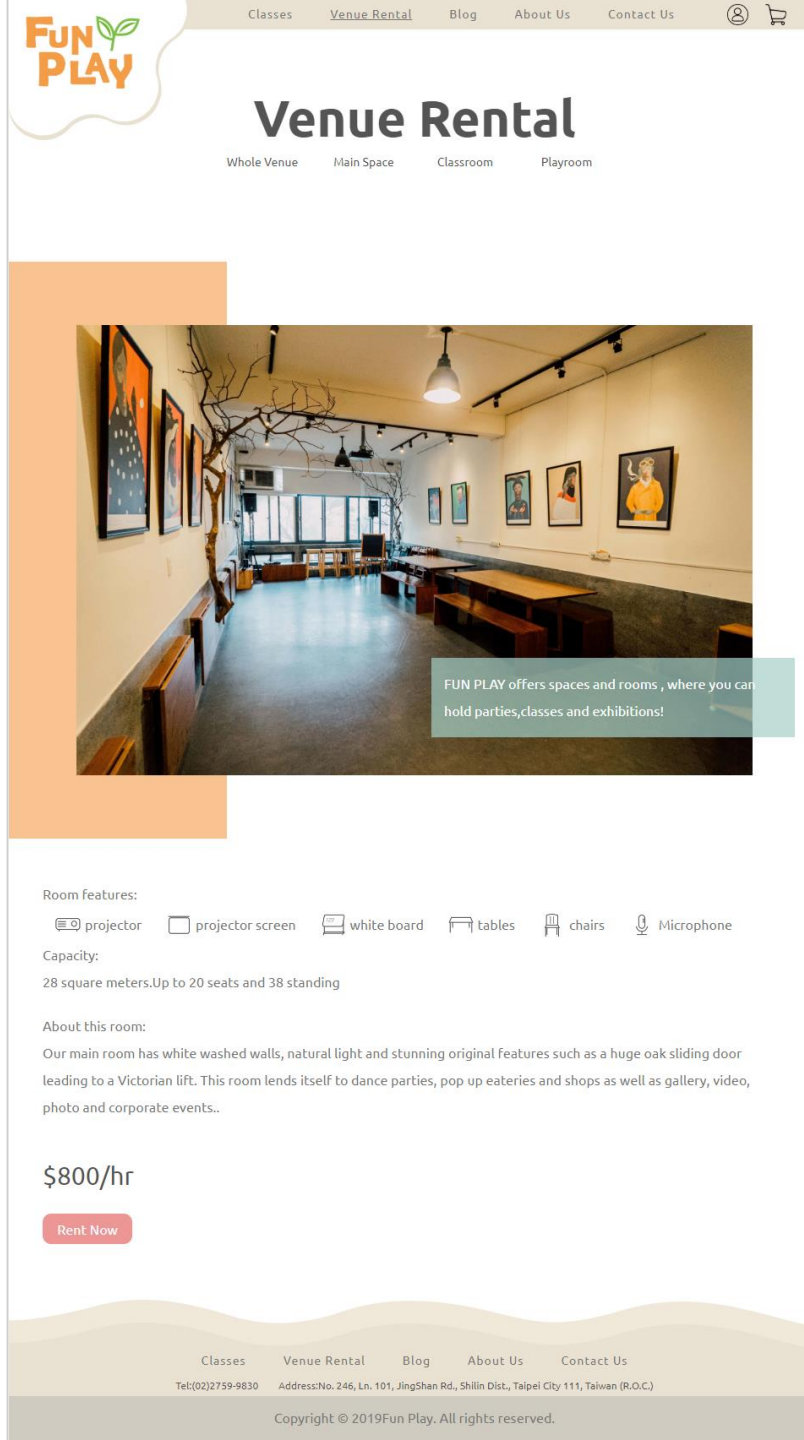 FUN
PLAY
Classes Venue Rental Blog About Us Contact Us
Venue Rental
Whole Venue Main Space Classroom Playroom
FUN PLAY offers spaces and rooms , where you can
hold parties,classes and exhibitions!
Room features:
projector projector screen white board tables chairs Microphone
Capacity:
28 square meters.Up to 20 seats and 38 standing
About this room:
Our main room has white washed walls, natural light and stunning original features such as a huge oak sliding door
leading to a Victorian lift. This room lends itself to dance parties, pop up eateries and shops as well as gallery, video,
photo and corporate events..
$800/hr
Rent Now
Classes Venue Rental Blog About Us Contact Us
Tel:(02)2759-9830 Address:No. 246, Ln. 101, JingShan Rd., Shilin Dist., Taipei City 111, Taiwan (R.O.C.)
Copyright © 2019Fun Play. All rights reserved.